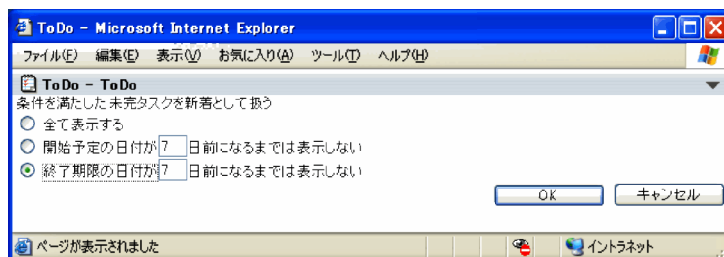 ToDo - Microsoft Internet Explorer
ファイル(F) 編集(E) 表示(V) お気に入り(A) ツール(T) ヘルプ(H)
ToDo - ToDo
条件を満たした未完タスクを新着として扱う
全て表示する
開始予定の日付が 7 日前になるまでは表示しない
終了期限の日付が 7 日前になるまでは表示しない
OK キャンセル
ページが表示されました イントラネット